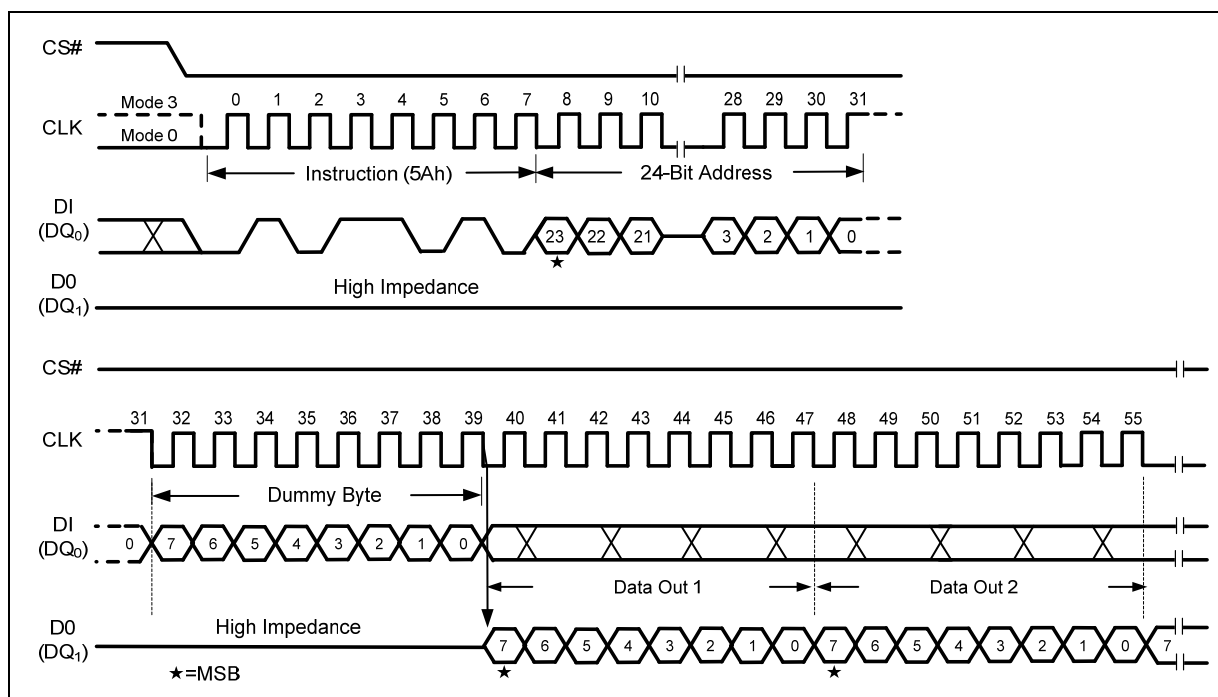 CS#
Mode 3
0 1 2 3 4 5 6 7 8 9 10 28 29 30 31
CLK
Mode 0
Instruction (5Ah) 24-Bit Address
DI
(DQ0)
23 22 21 3 2 1 0
★
D0
(DQ1)
High Impedance
CS#
31 32 33 34 35 36 37 38 39 40 41 42 43 44 45 46 47 48 49 50 51 52 53 54 55
CLK
Dummy Byte
DI
(DQ0)
0 7 6 5 4 3 2 1 0
Data Out 1 Data Out 2
D0
(DQ1)
High Impedance
7 6 5 4 3 2 1 0 7 6 5 4 3 2 1 0 7
★=MSB ★ ★